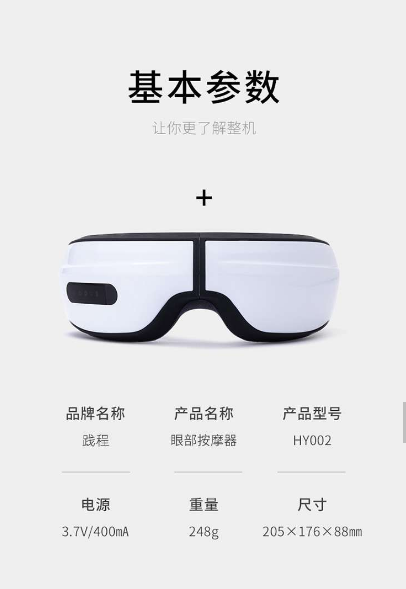 基本参数
让你更了解整机
+
品牌名称 产品名称 产品型号
践程 眼部按摩器 HY002
电源 重量 尺寸
3.7V/400mA 248g 205×176×88mm